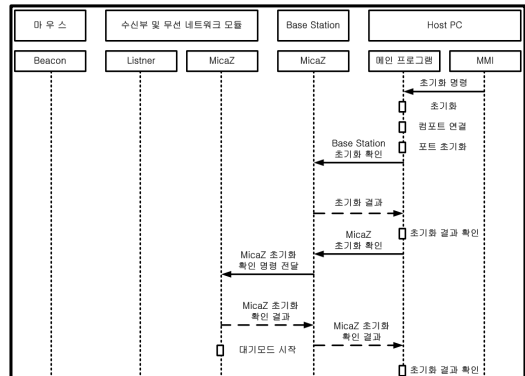 마 우 스
수신부 및 무선 네트워크 모듈
Base Station
Host PC
Beacon
Listner
MicaZ
MicaZ
메인 프로그램
MMI
초기화 명령
초기화
컴포트 연결
포트 초기화
Base Station
초기화 확인
초기화 결과
초기화 결과 확인
MicaZ
초기화 확인
MicaZ 초기화
확인 명령 전달
MicaZ 초기화
확인 결과
MicaZ 초기화
확인 결과
대기모드 시작
초기화 결과 확인